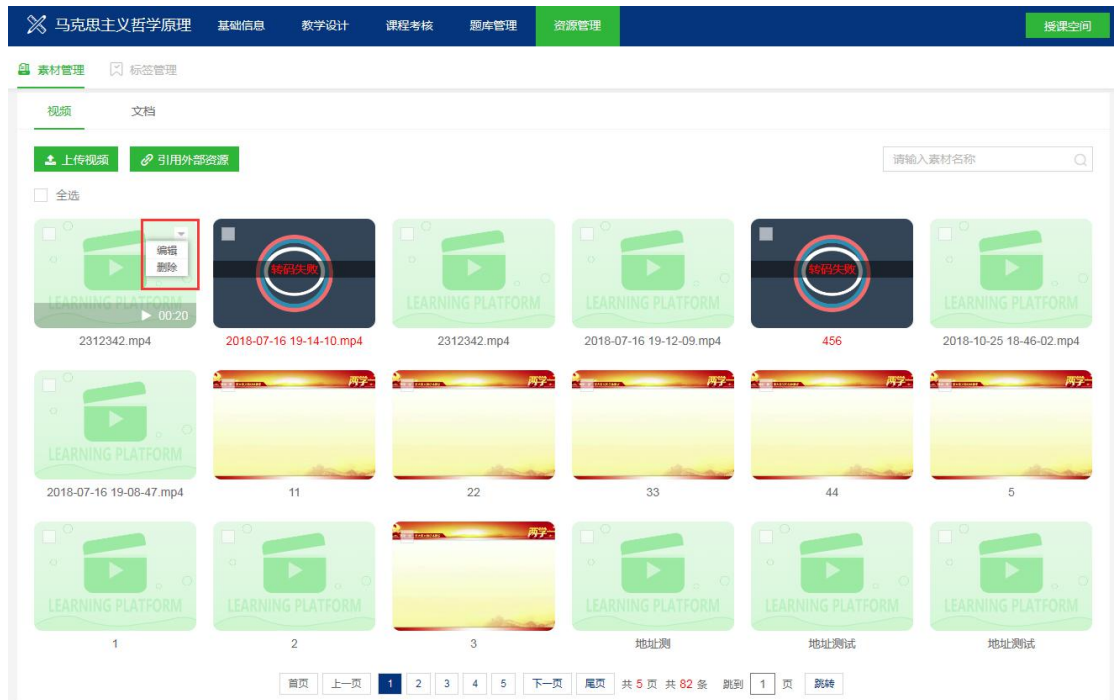 马克思主义哲学原理 基础信息 教学设计 课程考核 题库管理 资源管理 授课空间
素材管理 标签管理
视频 文档
上传视频 引用外部资源 请输入素材名称
全选
编辑
删除
转码失败 转码失败
LEARNING PLATFORM LEARNING PLATFORM LEARNING PLATFORM LEARNING PLATFORM
00:20
2312342.mp4 2018-07-16 19-14-10.mp4 2312342.mp4 2018-07-16 19-12-09.mp4 456 2018-10-25 18-46-02.mp4
两学一 两学一 两学一 两学一 两学一
LEARNING PLATFORM
2018-07-16 19-08-47.mp4 11 22 33 44 5
两学一
LEARNING PLATFORM LEARNING PLATFORM LEARNING PLATFORM LEARNING PLATFORM LEARNING PLATFORM
1 2 3 地址测 地址测试 地址测试
首页 上一页 1 2 3 4 5 下一页 尾页 共 5 页 共 82 条 跳到 1 页 跳转